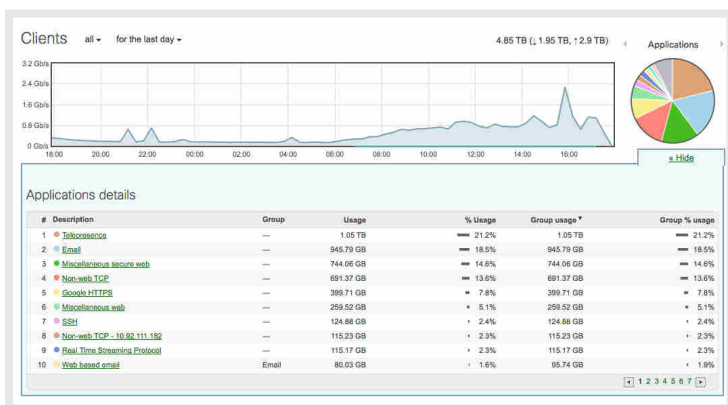 Clients all for the last day 4.85 TB (↓ 1.95 TB, ↑ 2.9 TB) Applications
3.2 Gb/s
2.4 Gb/s
1.6 Gb/s
0.8 Gb/s
0 Gb/s
18:00 20:00 22:00 00:00 02:00 04:00 06:00 08:00 10:00 12:00 14:00 16:00
« Hide
Applications details
# Description Group Usage % Usage Group usage ▼ Group % usage
1 Telepresence — 1.05 TB 21.2% 1.05 TB 21.2%
2 Email — 945.79 GB 18.5% 945.79 GB 18.5%
3 Miscellaneous secure web — 744.06 GB 14.6% 744.06 GB 14.6%
4 Non-web TCP — 691.37 GB 13.6% 691.37 GB 13.6%
5 Google HTTPS — 399.71 GB 7.8% 399.71 GB 7.8%
6 Miscellaneous web — 259.52 GB 5.1% 259.52 GB 5.1%
7 SSH — 124.88 GB 2.4% 124.88 GB 2.4%
8 Non-web TCP - 10.92.111.182 — 115.23 GB 2.3% 115.23 GB 2.3%
9 Real Time Streaming Protocol — 115.17 GB 2.3% 115.17 GB 2.3%
10 Web based email Email 80.03 GB 1.6% 95.74 GB 1.9%
1 2 3 4 5 6 7